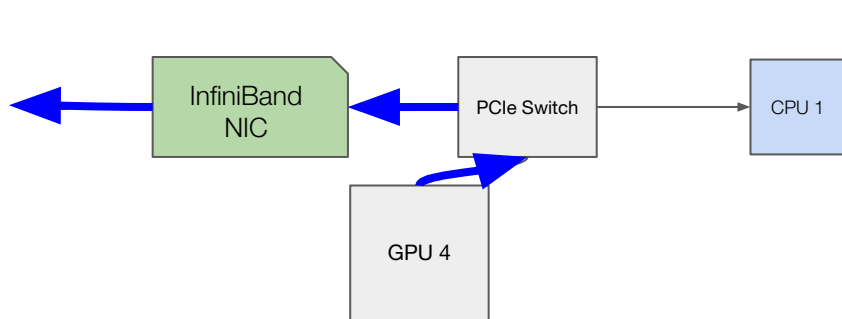 InfiniBand
NIC
PCIe Switch
CPU 1
GPU 4